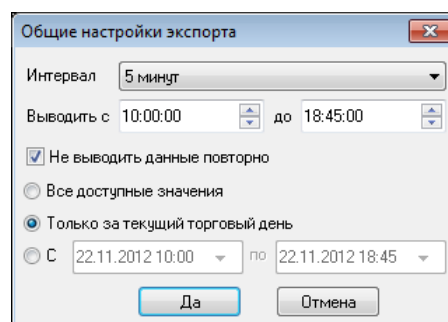 Общие настройки экспорта
Интервал 5 минут
Выводить с 10:00:00 до 18:45:00
Не выводить данные повторно
Все доступные значения
Только за текущий торговый день
С 22.11.2012 10:00 по 22.11.2012 18:45
Да Отмена